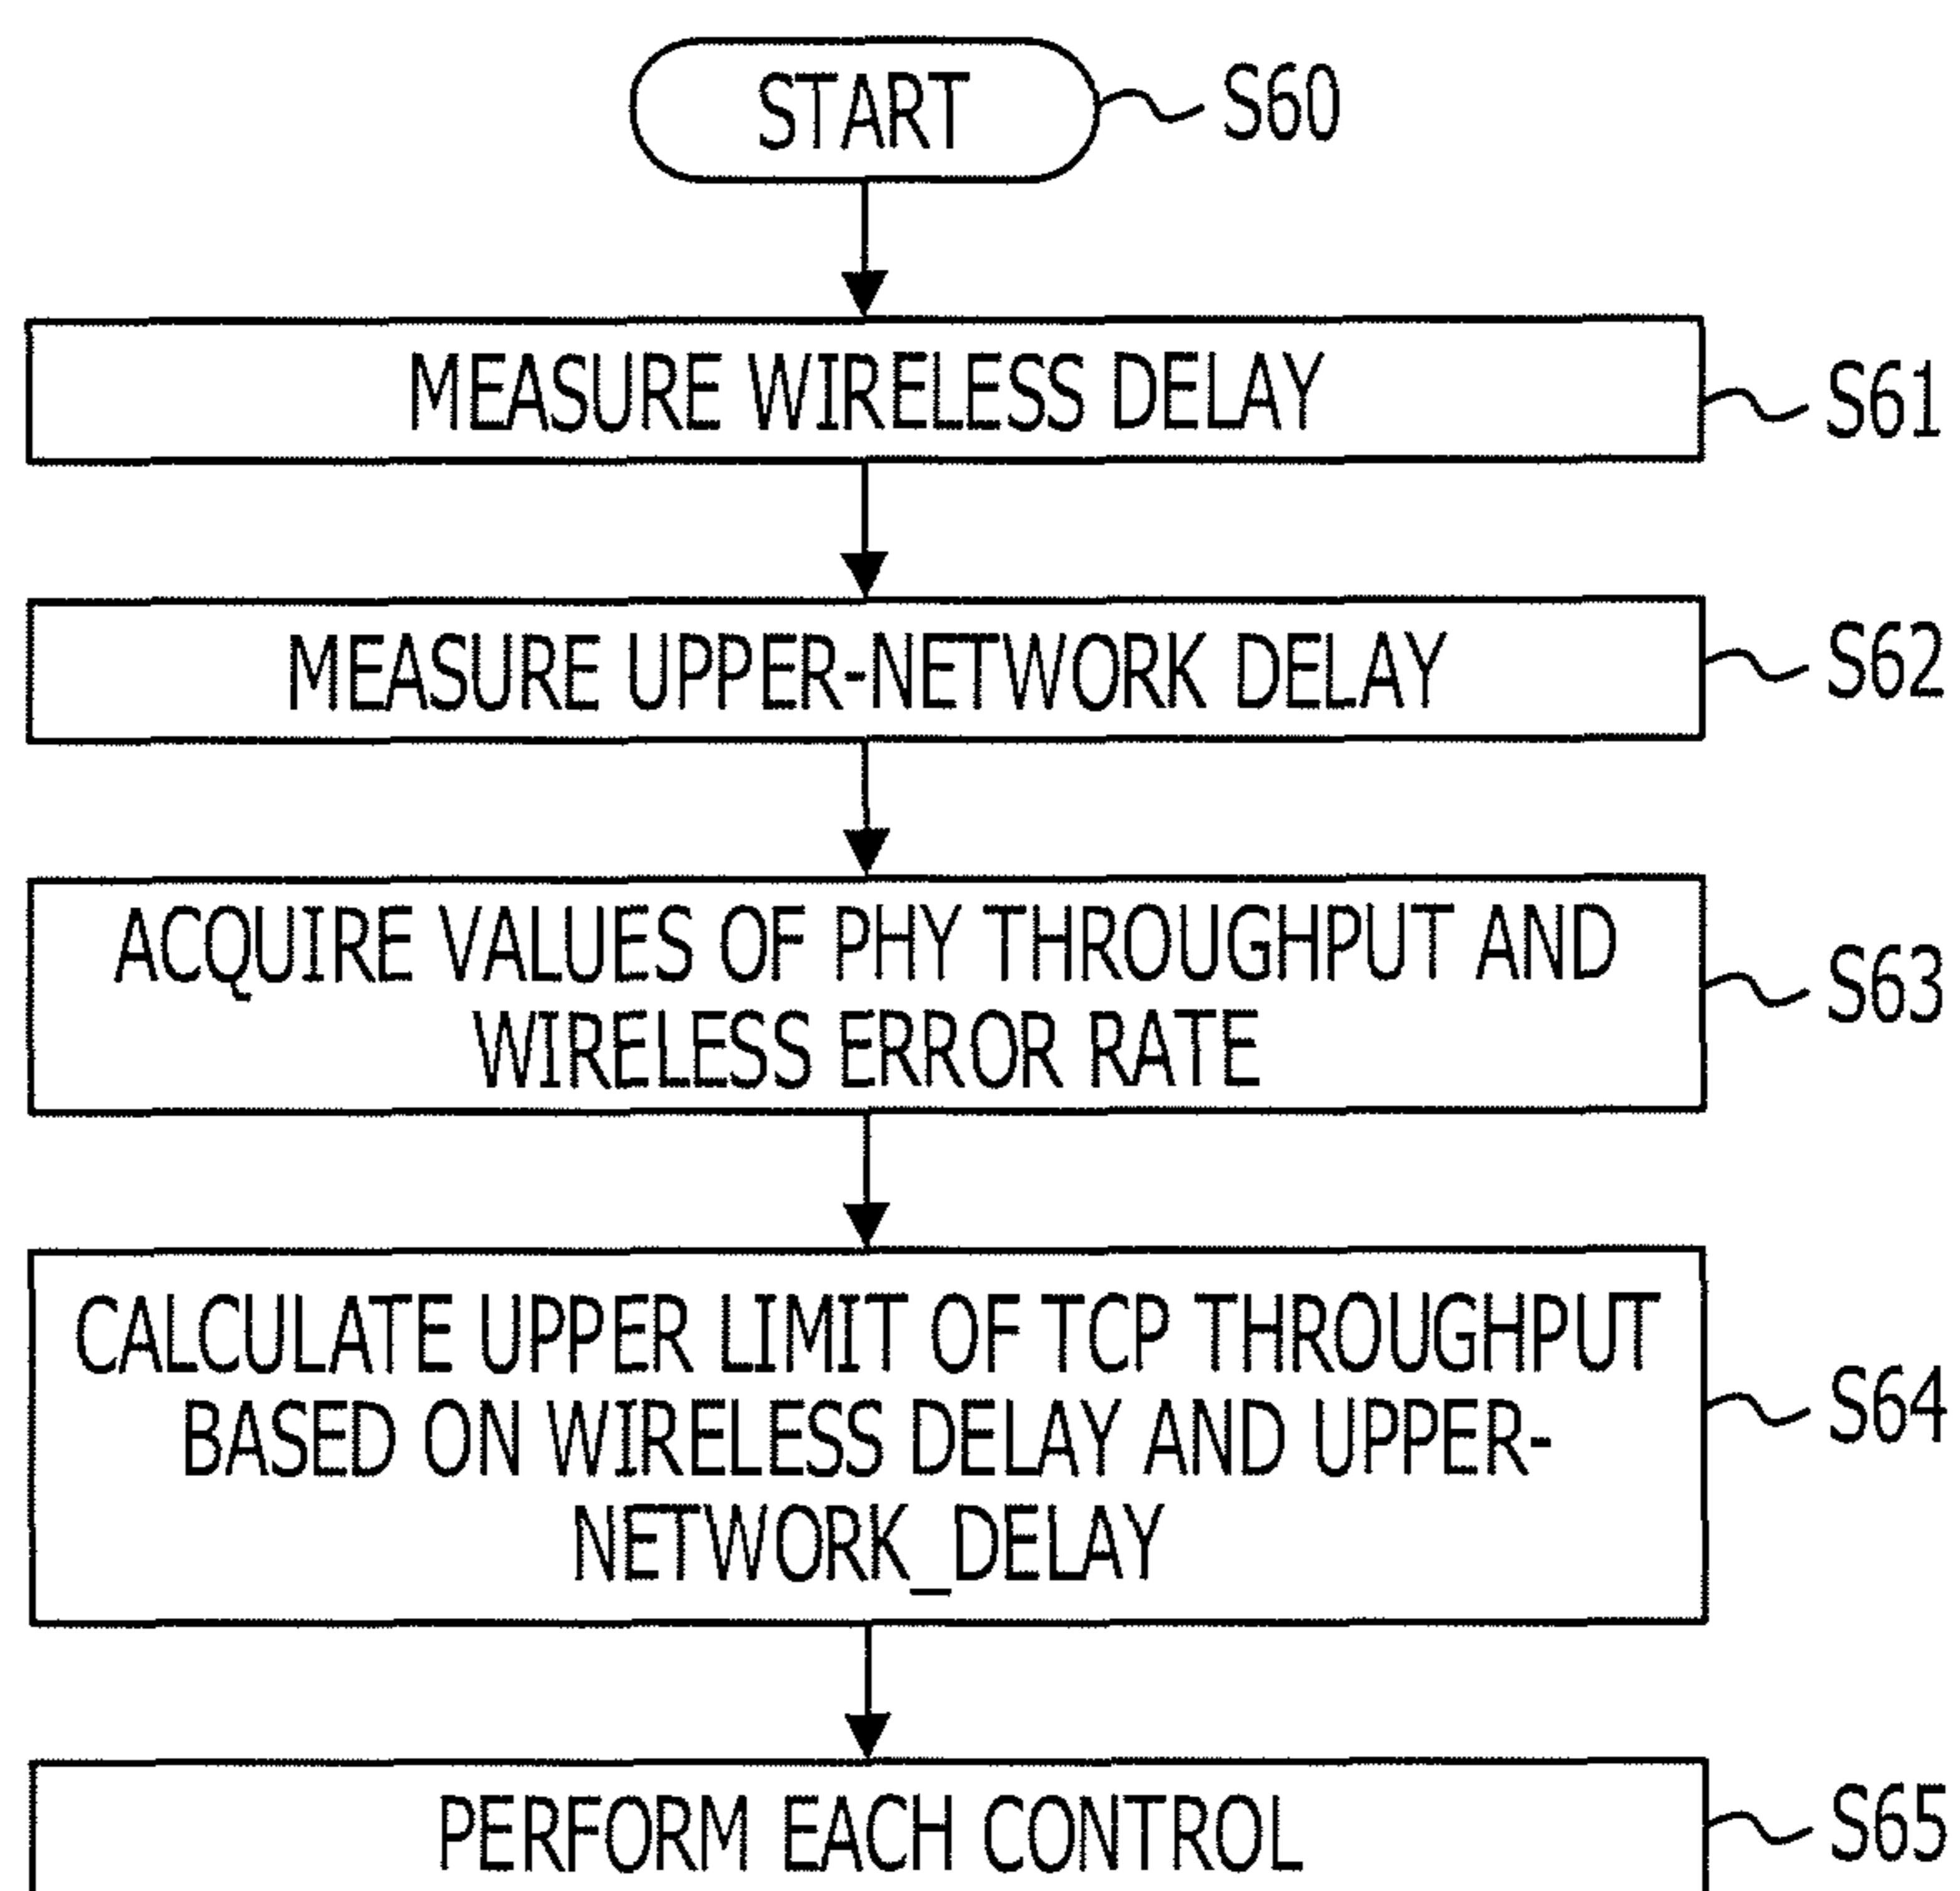 START
S60
MEASURE WIRELESS DELAY
S61
MEASURE UPPER-NETWORK DELAY
S62
ACQUIRE VALUES OF PHY THROUGHPUT AND
WIRELESS ERROR RATE
S63
CALCULATE UPPER LIMIT OF TCP THROUGHPUT
BASED ON WIRELESS DELAY AND UPPER-
NETWORK_DELAY
S64
PERFORM EACH CONTROL
S65